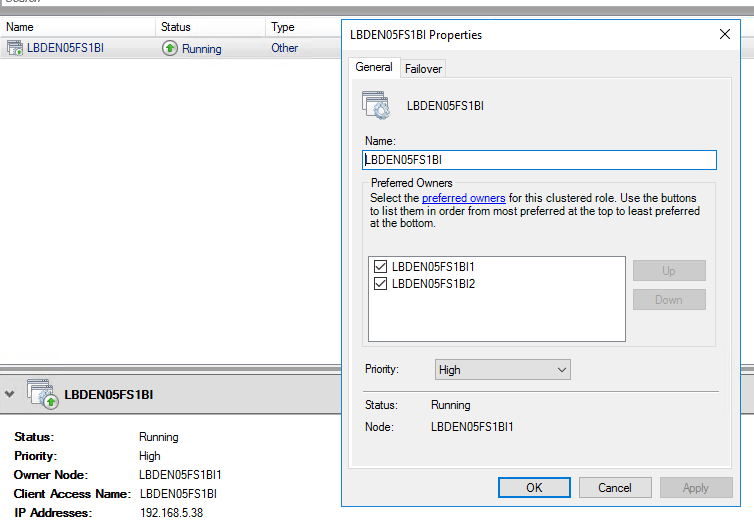 Name Status Type
LBDEN05FS1BI Running Other
LBDEN05FS1BI Properties
General Failover
LBDEN05FS1BI
Name:
LBDEN05FS1BI
Preferred Owners
Select the preferred owners for this clustered role. Use the buttons
to list them in order from most preferred at the top to least preferred
at the bottom.
LBDEN05FS1BI1
LBDEN05FS1BI2
Up
Down
Priority: High
Status: Running
Node: LBDEN05FS1BI1
OK Cancel Apply
LBDEN05FS1BI
Status: Running
Priority: High
Owner Node: LBDEN05FS1BI1
Client Access Name: LBDEN05FS1BI
IP Addresses: 192.168.5.38